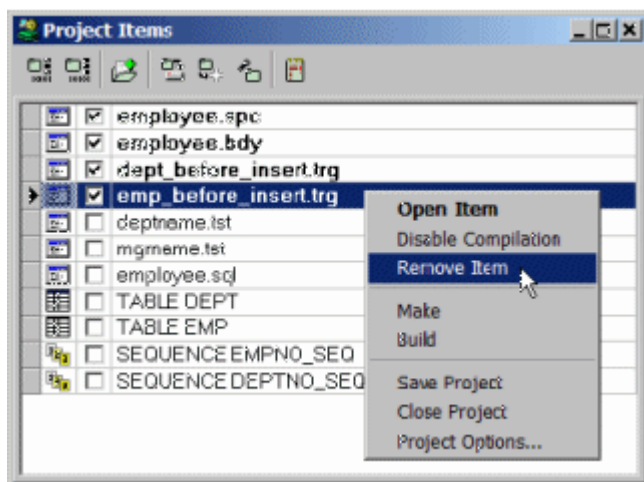 Project Items
employee.spc
employee.bdy
dept_before_insert.trg
emp_before_insert.trg
deptname.tst
mgrname.tst
employee.sql
TABLE DEPT
TABLE EMP
SEQUENCE EMPNO_SEQ
SEQUENCE DEPTNO_SEQ
Open Item
Disable Compilation
Remove Item
Make
Build
Save Project
Close Project
Project Options...